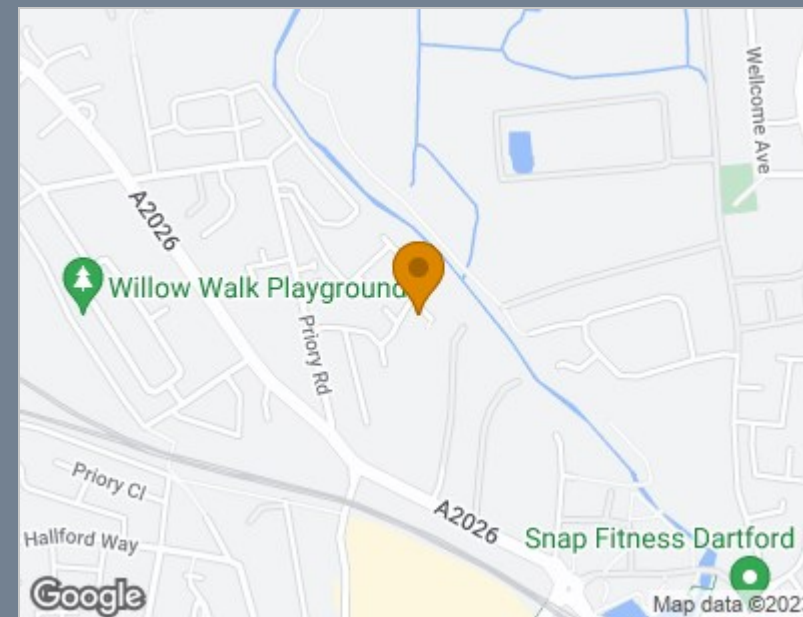 Wellcome Ave
A2026
Willow Walk Playground
Priory Rd
Priory Cl
Hallford Way
A2026
Snap Fitness Dartford
Google
Map data ©202